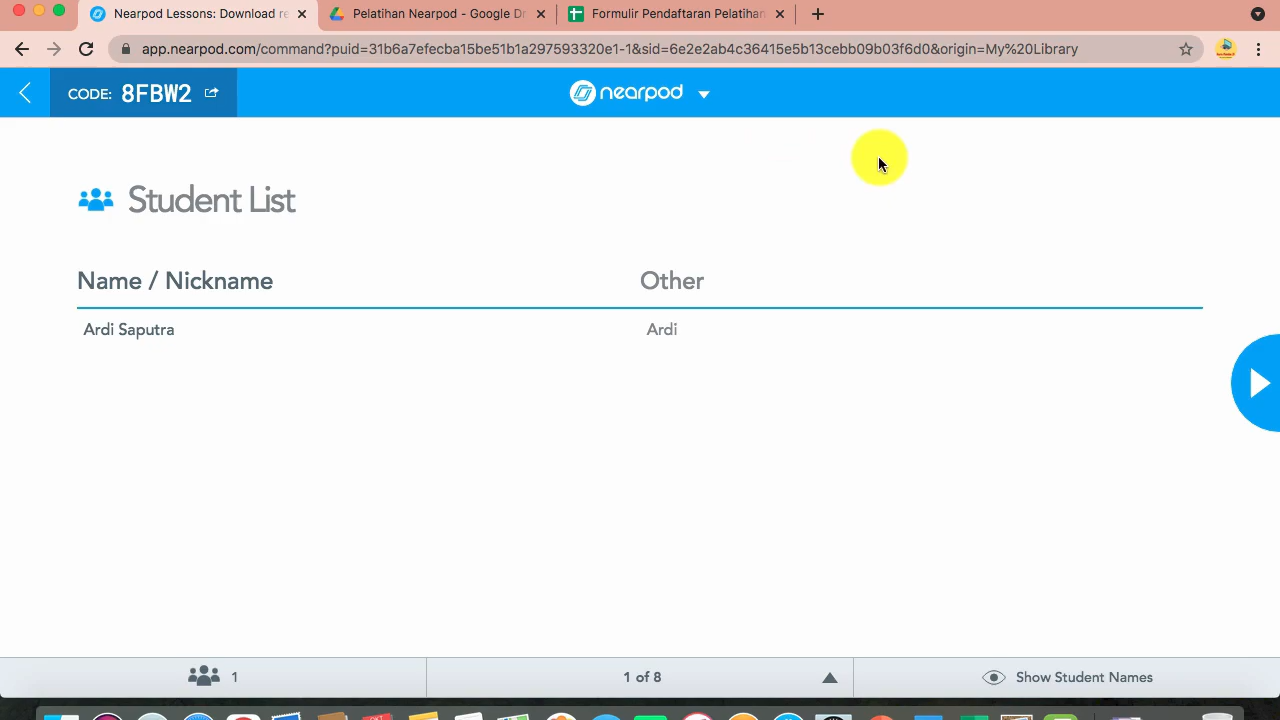 Nearpod Lessons: Download re
Pelatihan Nearpod - Google Dr
Formulir Pendaftaran Pelatihan
app.nearpod.com/command?puid=31b6a7efecba15be51b1a297593320e1-1&sid=6e2e2ab4c36415e5b13cebb09b03f6d0&origin=My%20Library
CODE: 8FBW2
nearpod
Student List
Name / Nickname Other
Ardi Saputra Ardi
1
1 of 8
Show Student Names